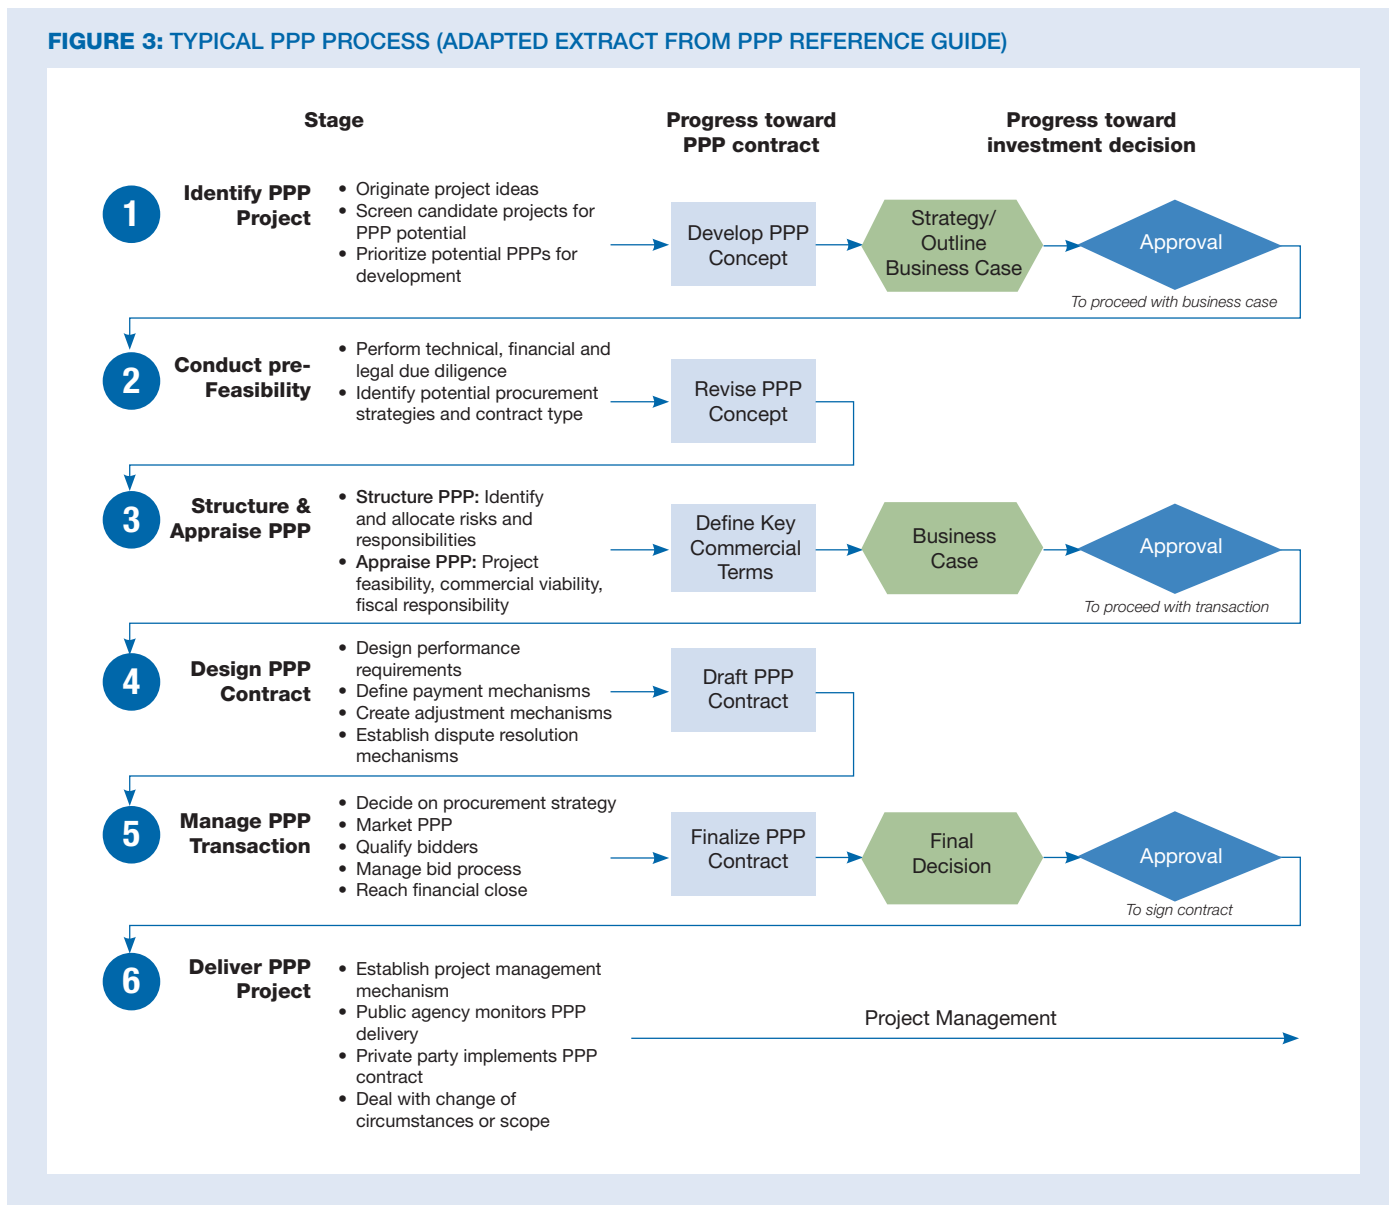 FIGURE 3: TYPICAL PPP PROCESS (ADAPTED EXTRACT FROM PPP REFERENCE GUIDE)
Stage
Progress toward
PPP contract
Progress toward
investment decision
1
Identify PPP
Project
• Originate project ideas
• Screen candidate projects for
PPP potential
• Prioritize potential PPPs for
development
Develop PPP
Concept
Strategy/
Outline
Business Case
Approval
To proceed with business case
2
Conduct pre-
Feasibility
• Perform technical, financial and
legal due diligence
• Identify potential procurement
strategies and contract type
Revise PPP
Concept
3
Structure &
Appraise PPP
• Structure PPP: Identify
and allocate risks and
responsibilities
• Appraise PPP: Project
feasibility, commercial viability,
fiscal responsibility
Define Key
Commercial
Terms
Business
Case
Approval
To proceed with transaction
4
Design PPP
Contract
• Design performance
requirements
• Define payment mechanisms
• Create adjustment mechanisms
• Establish dispute resolution
mechanisms
Draft PPP
Contract
5
Manage PPP
Transaction
• Decide on procurement strategy
• Market PPP
• Qualify bidders
• Manage bid process
• Reach financial close
Finalize PPP
Contract
Final
Decision
Approval
To sign contract
6
Deliver PPP
Project
• Establish project management
mechanism
• Public agency monitors PPP
delivery
• Private party implements PPP
contract
• Deal with change of
circumstances or scope
Project Management